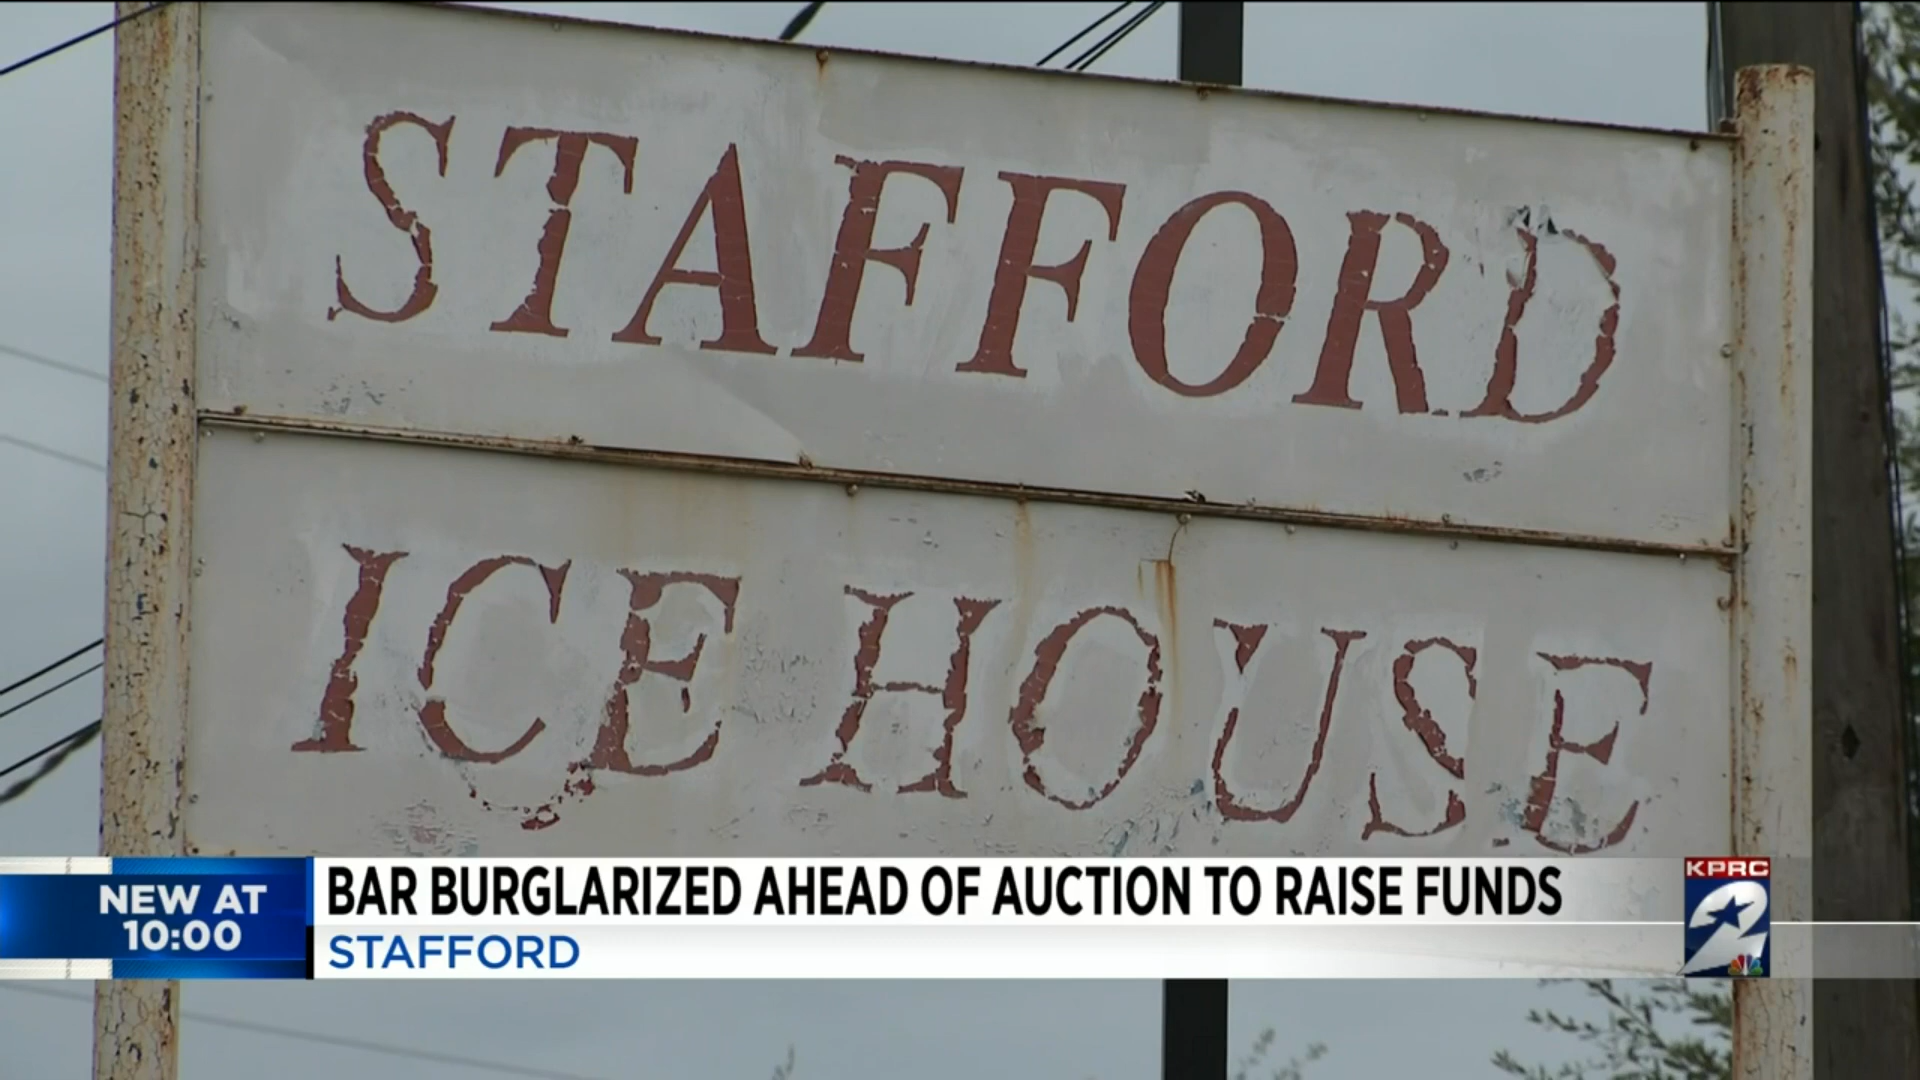 STAFFORD
ICE HOUSE
NEW AT
10:00
BAR BURGLARIZED AHEAD OF AUCTION TO RAISE FUNDS
STAFFORD
KPRC
2